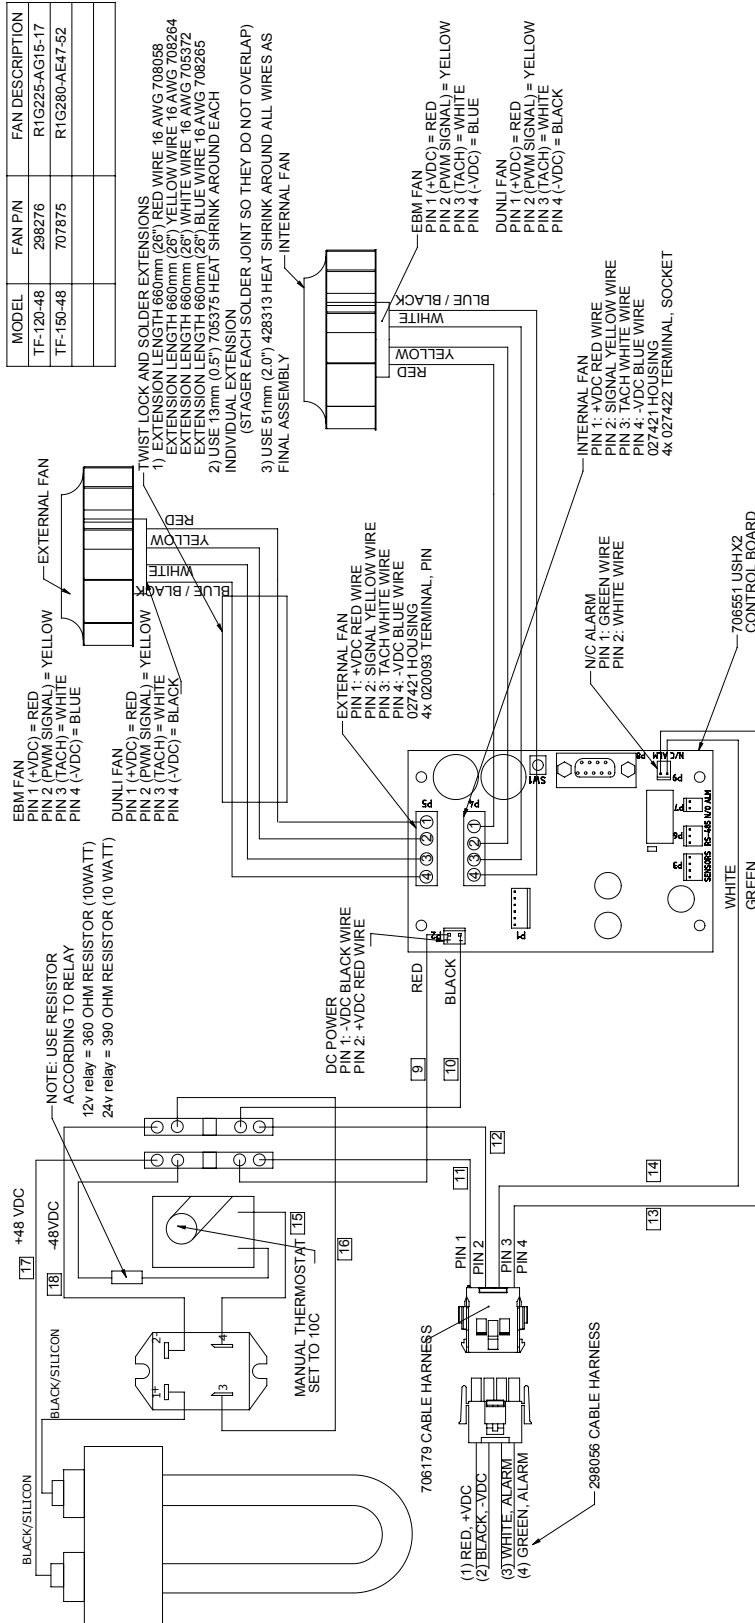 MODEL FAN P/N FAN DESCRIPTION
TF-120-48 298276 R1G225-AG15-17
TF-150-48 707875 R1G280-AE47-52
TWIST LOCK AND SOLDER EXTENSIONS
1) EXTENSION LENGTH 660mm (26") RED WIRE 16 AWG 708058
EXTENSION LENGTH 660mm (26") YELLOW WIRE 16 AWG 708264
EXTENSION LENGTH 660mm (26") WHITE WIRE 16 AWG 705372
EXTENSION LENGTH 660mm (26") BLUE WIRE 16 AWG 708265
2) USE 13mm (0.5") 705375 HEAT SHRINK AROUND EACH
INDIVIDUAL EXTENSION
(STAGER EACH SOLDER JOINT SO THEY DO NOT OVERLAP)
3) USE 51mm (2.0") 428313 HEAT SHRINK AROUND ALL WIRES AS
FINAL ASSEMBLY
INTERNAL FAN
EBM FAN
PIN 1 (+VDC) = RED
PIN 2 (PWM SIGNAL) = YELLOW
PIN 3 (TACH) = WHITE
PIN 4 (-VDC) = BLUE
DUNLI FAN
PIN 1 (+VDC) = RED
PIN 2 (PWM SIGNAL) = YELLOW
PIN 3 (TACH) = WHITE
PIN 4 (-VDC) = BLACK
RED
YELLOW
WHITE
BLUE / BLACK
EXTERNAL FAN
EBM FAN
PIN 1 (+VDC) = RED
PIN 2 (PWM SIGNAL) = YELLOW
PIN 3 (TACH) = WHITE
PIN 4 (-VDC) = BLUE
DUNLI FAN
PIN 1 (+VDC) = RED
PIN 2 (PWM SIGNAL) = YELLOW
PIN 3 (TACH) = WHITE
PIN 4 (-VDC) = BLACK
RED
YELLOW
WHITE
BLUE / BLACK
EXTERNAL FAN
PIN 1: +VDC RED WIRE
PIN 2: SIGNAL YELLOW WIRE
PIN 3: TACH WHITE WIRE
PIN 4: -VDC BLUE WIRE
027421 HOUSING
4x 020093 TERMINAL, PIN
INTERNAL FAN
PIN 1: +VDC RED WIRE
PIN 2: SIGNAL YELLOW WIRE
PIN 3: TACH WHITE WIRE
PIN 4: -VDC BLUE WIRE
027421 HOUSING
4x 027422 TERMINAL, SOCKET
N/C ALARM
PIN 1: GREEN WIRE
PIN 2: WHITE WIRE
706551 USHX2
CONTROL BOARD
P5
1
2
3
4
P4
1
2
3
4
SW1
P8
N/C ALM
P9
P7
N/O ALM
P6
RS-485
P3
SENSORS
P1
P2
DC POWER
PIN 1: -VDC BLACK WIRE
PIN 2: +VDC RED WIRE
RED
BLACK
9
10
WHITE
GREEN
NOTE: USE RESISTOR
ACCORDING TO RELAY
12v relay = 360 OHM RESISTOR (10WATT)
24v relay = 390 OHM RESISTOR (10 WATT)
+48 VDC
-48VDC
17
18
15
16
11
12
14
13
MANUAL THERMOSTAT
SET TO 10C
1+
2-
3
4
BLACK/SILICON
BLACK/SILICON
PIN 1
PIN 2
PIN 3
PIN 4
706179 CABLE HARNESS
(1) RED, +VDC
(2) BLACK, -VDC
(3) WHITE, ALARM
(4) GREEN, ALARM
298056 CABLE HARNESS